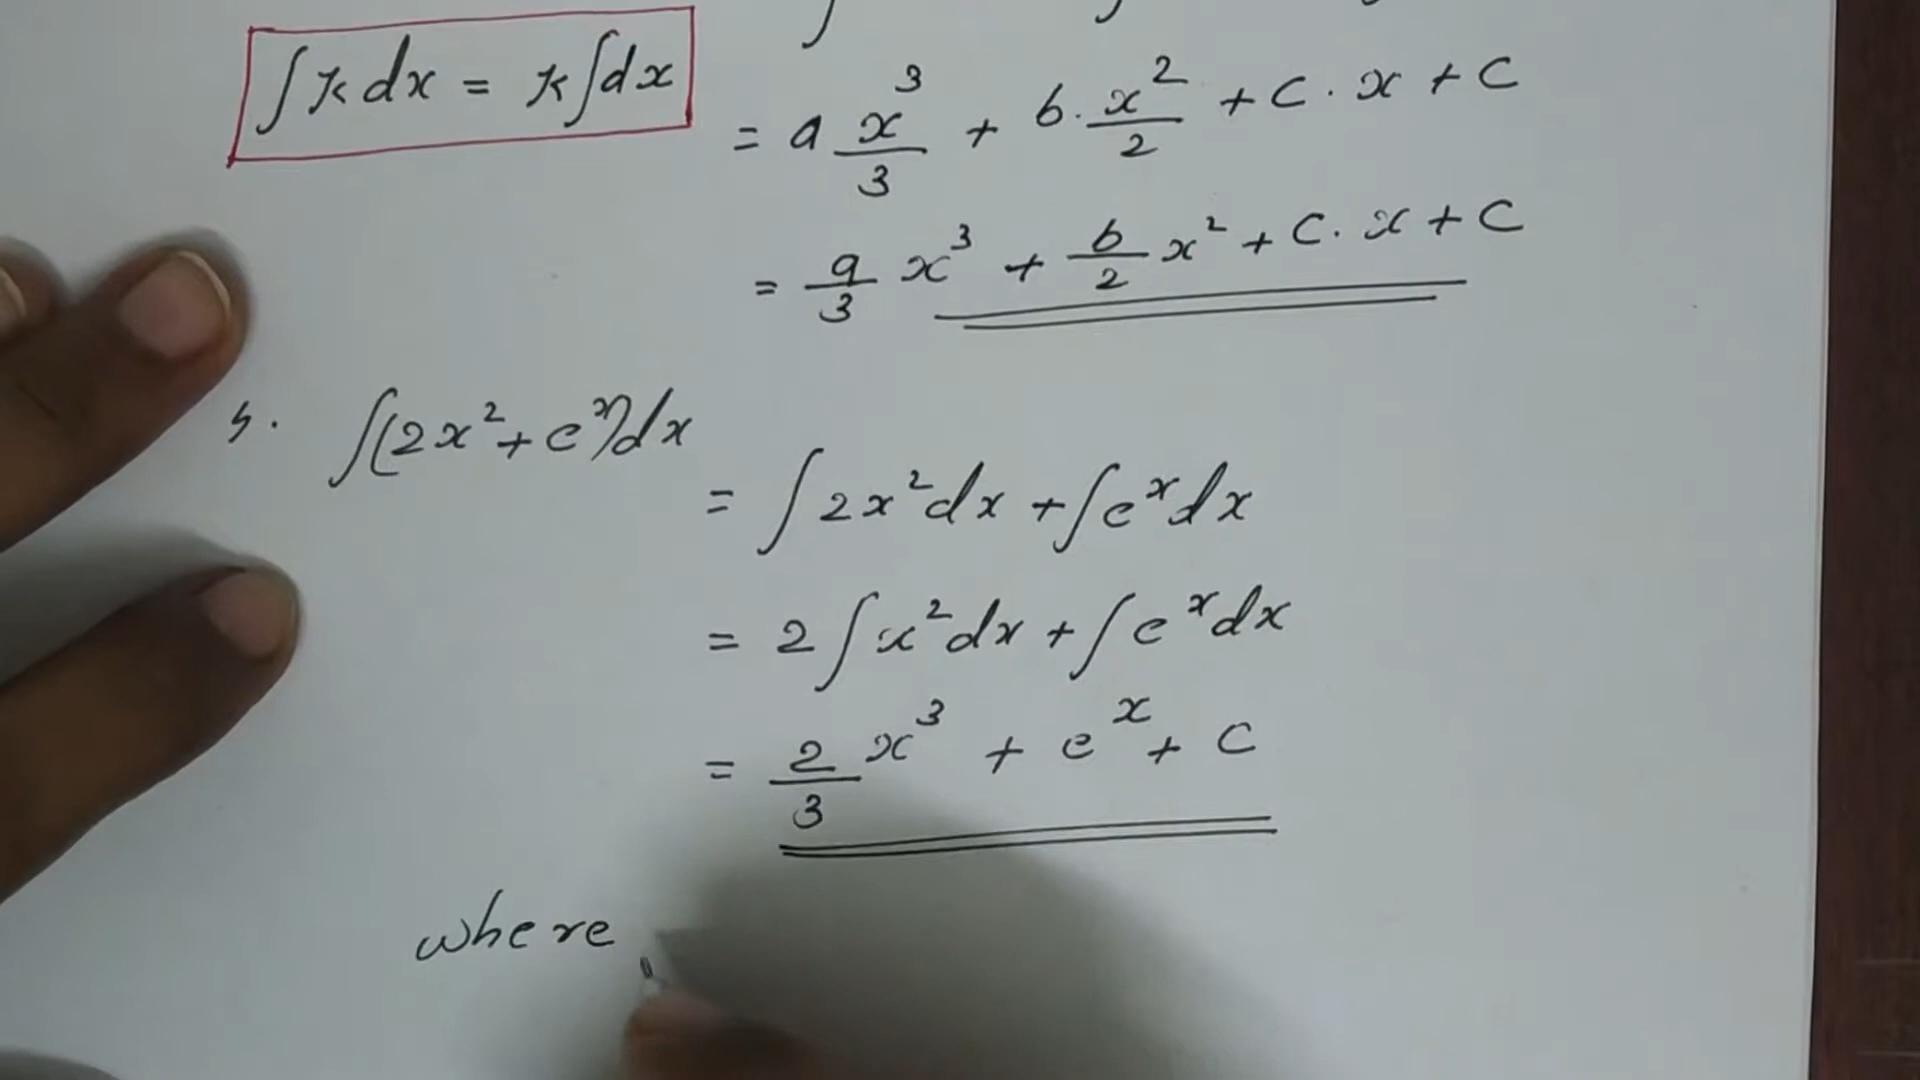 ∫k dx = k∫dx
= a x³/3 + b. x²/2 + C. x + C
= a/3 x³ + b/2 x² + C. x + C
5. ∫(2x² + eˣ)dx
= ∫2x²dx + ∫eˣdx
= 2∫x²dx + ∫eˣdx
= 2/3 x³ + eˣ + C
where